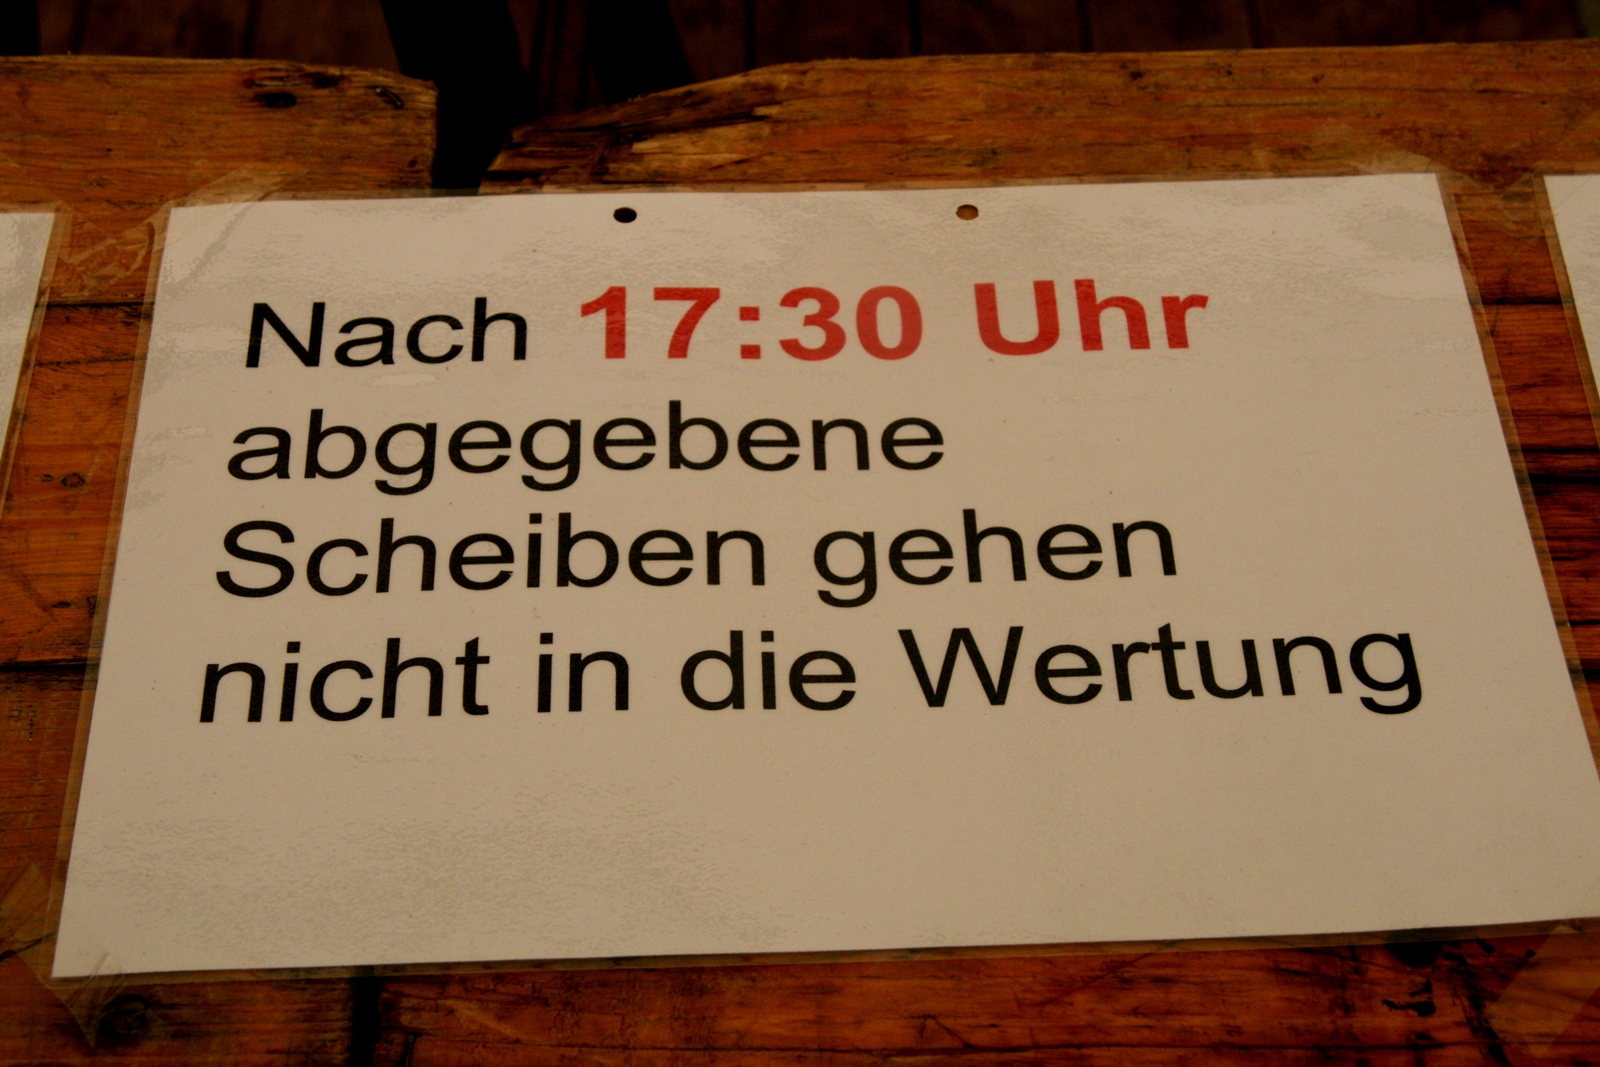 Nach 17:30 Uhr
abgegebene
Scheiben gehen
nicht in die Wertung